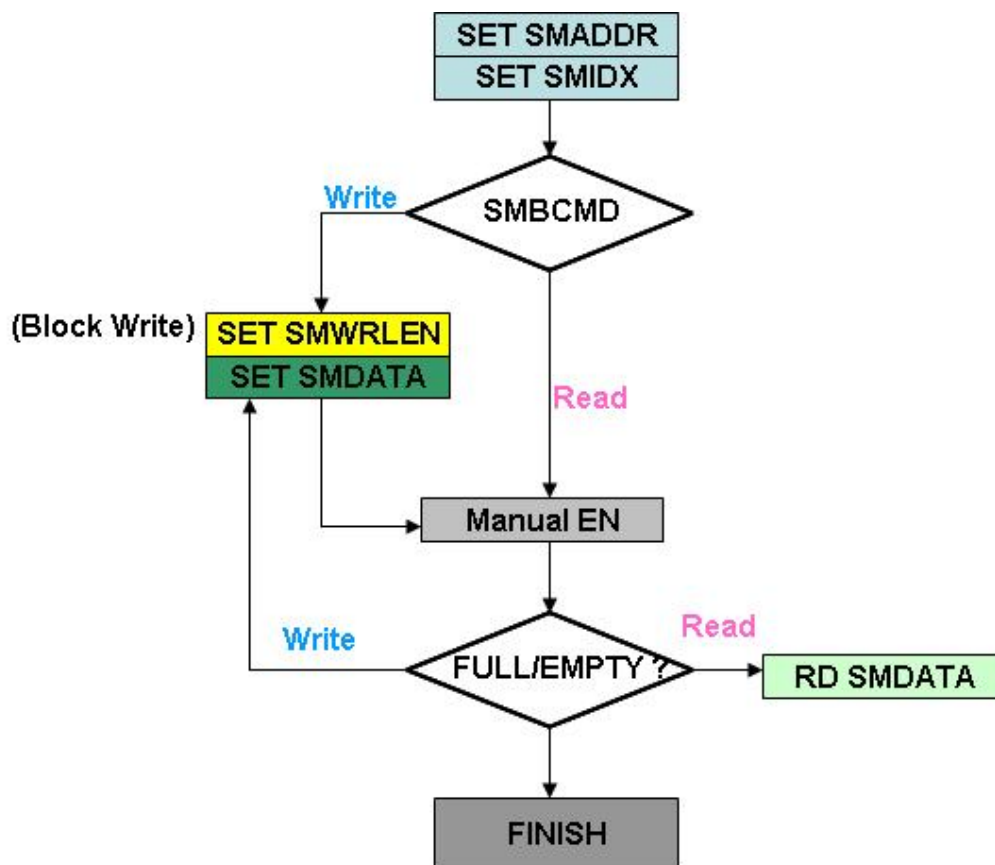 SET SMADDR
SET SMIDX
Write
SMBCMD
(Block Write)
SET SMWRLEN
SET SMDATA
Read
Manual EN
Write
FULL/EMPTY ?
Read
RD SMDATA
FINISH